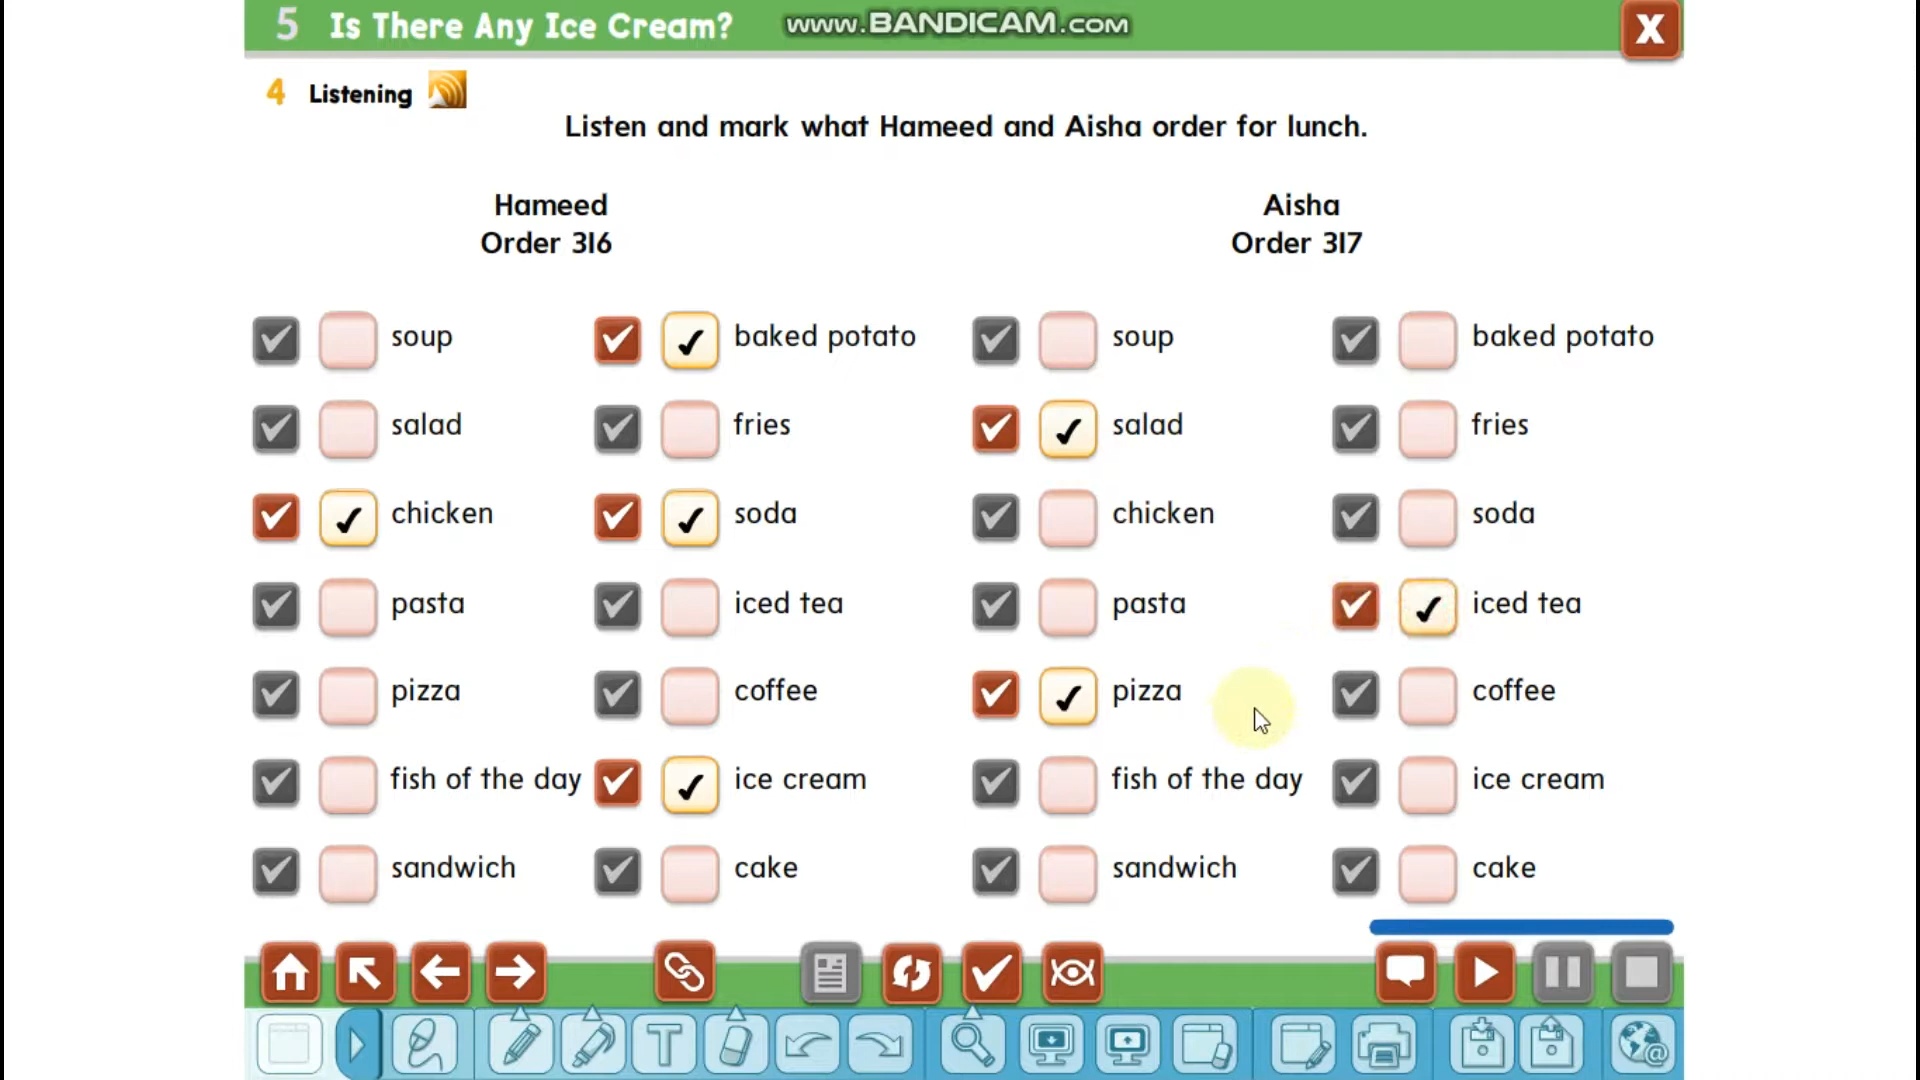 5 Is There Any Ice Cream?
www.BANDICAM.com
X
4 Listening
Listen and mark what Hameed and Aisha order for lunch.
Hameed
Order 316
soup
baked potato
salad
fries
chicken
soda
pasta
iced tea
pizza
coffee
fish of the day
ice cream
sandwich
cake
Aisha
Order 317
soup
baked potato
salad
fries
chicken
soda
pasta
iced tea
pizza
coffee
fish of the day
ice cream
sandwich
cake
T
@